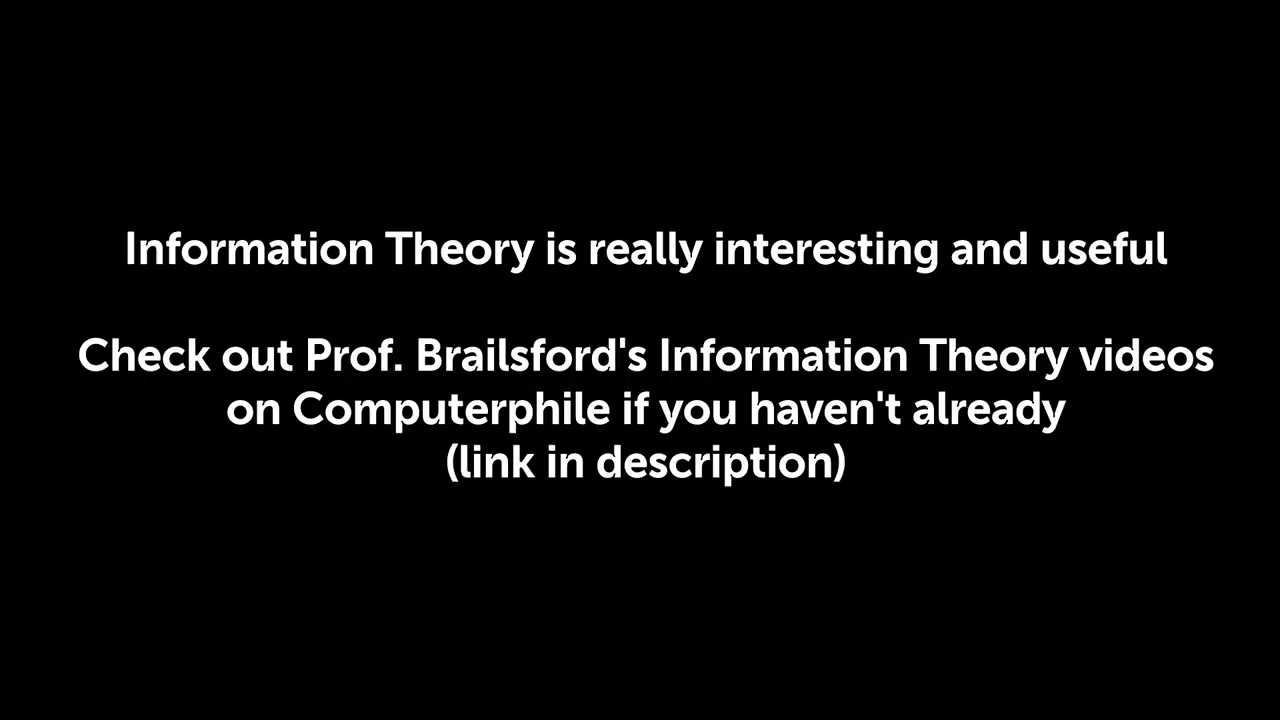 Information Theory is really interesting and useful
Check out Prof. Brailsford's Information Theory videos
on Computerphile if you haven't already
(link in description)